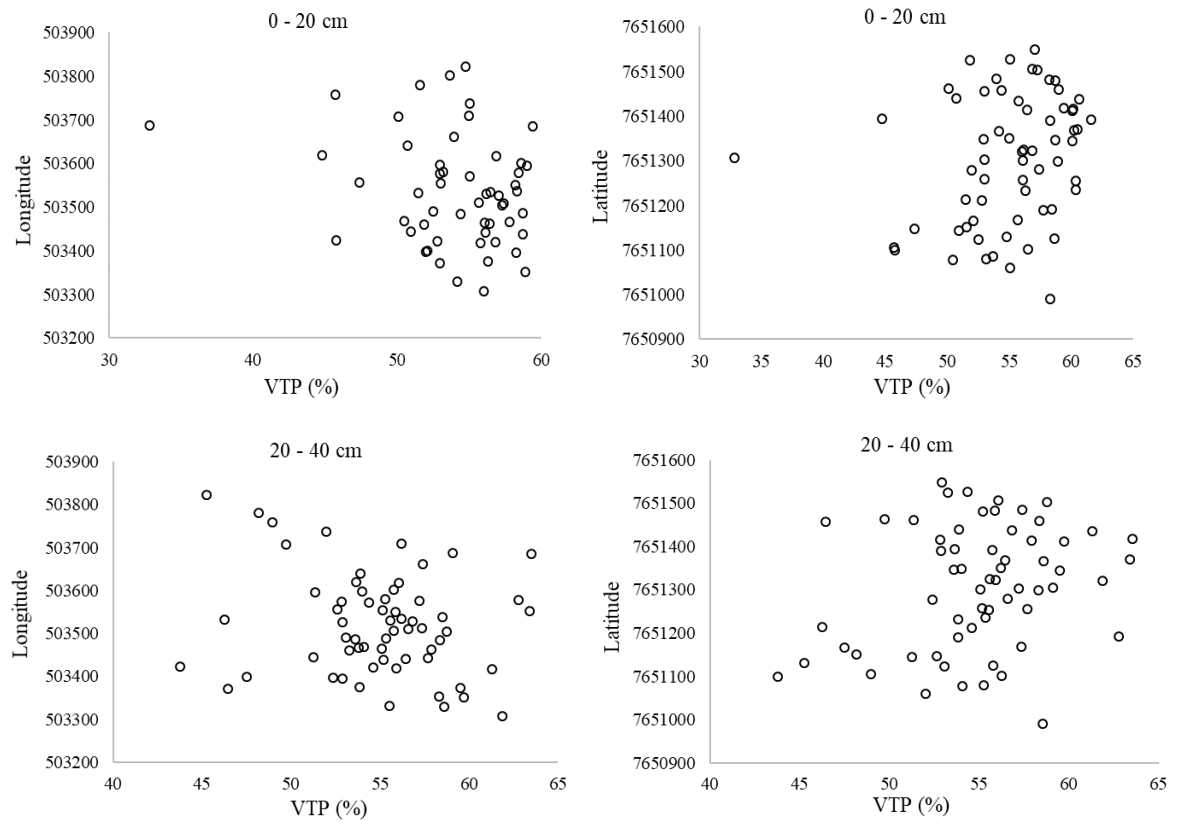 0 - 20 cm
503900
503800
503700
503600
503500
503400
503300
503200
Longitude
30 40 50 60
VTP (%)
0 - 20 cm
7651600
7651500
7651400
7651300
7651200
7651100
7651000
7650900
Latitude
30 35 40 45 50 55 60 65
VTP (%)
20 - 40 cm
503900
503800
503700
503600
503500
503400
503300
503200
Longitude
40 45 50 55 60 65
VTP (%)
20 - 40 cm
7651600
7651500
7651400
7651300
7651200
7651100
7651000
7650900
Latitude
40 45 50 55 60 65
VTP (%)